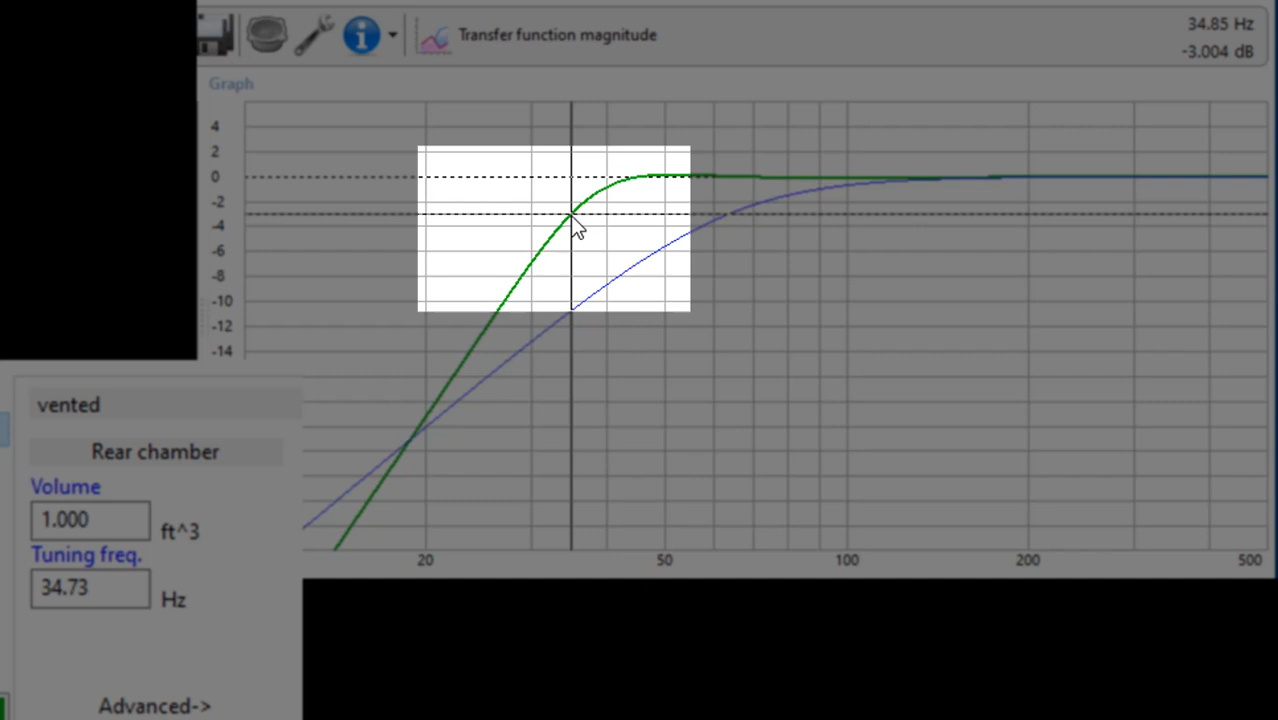 Transfer function magnitude
34.85 Hz
-3.004 dB
Graph
4
2
0
-2
-4
-6
-8
-10
-12
-14
20 50 100 200 500
vented
Rear chamber
Volume
1.000 ft^3
Tuning freq.
34.73 Hz
Advanced->